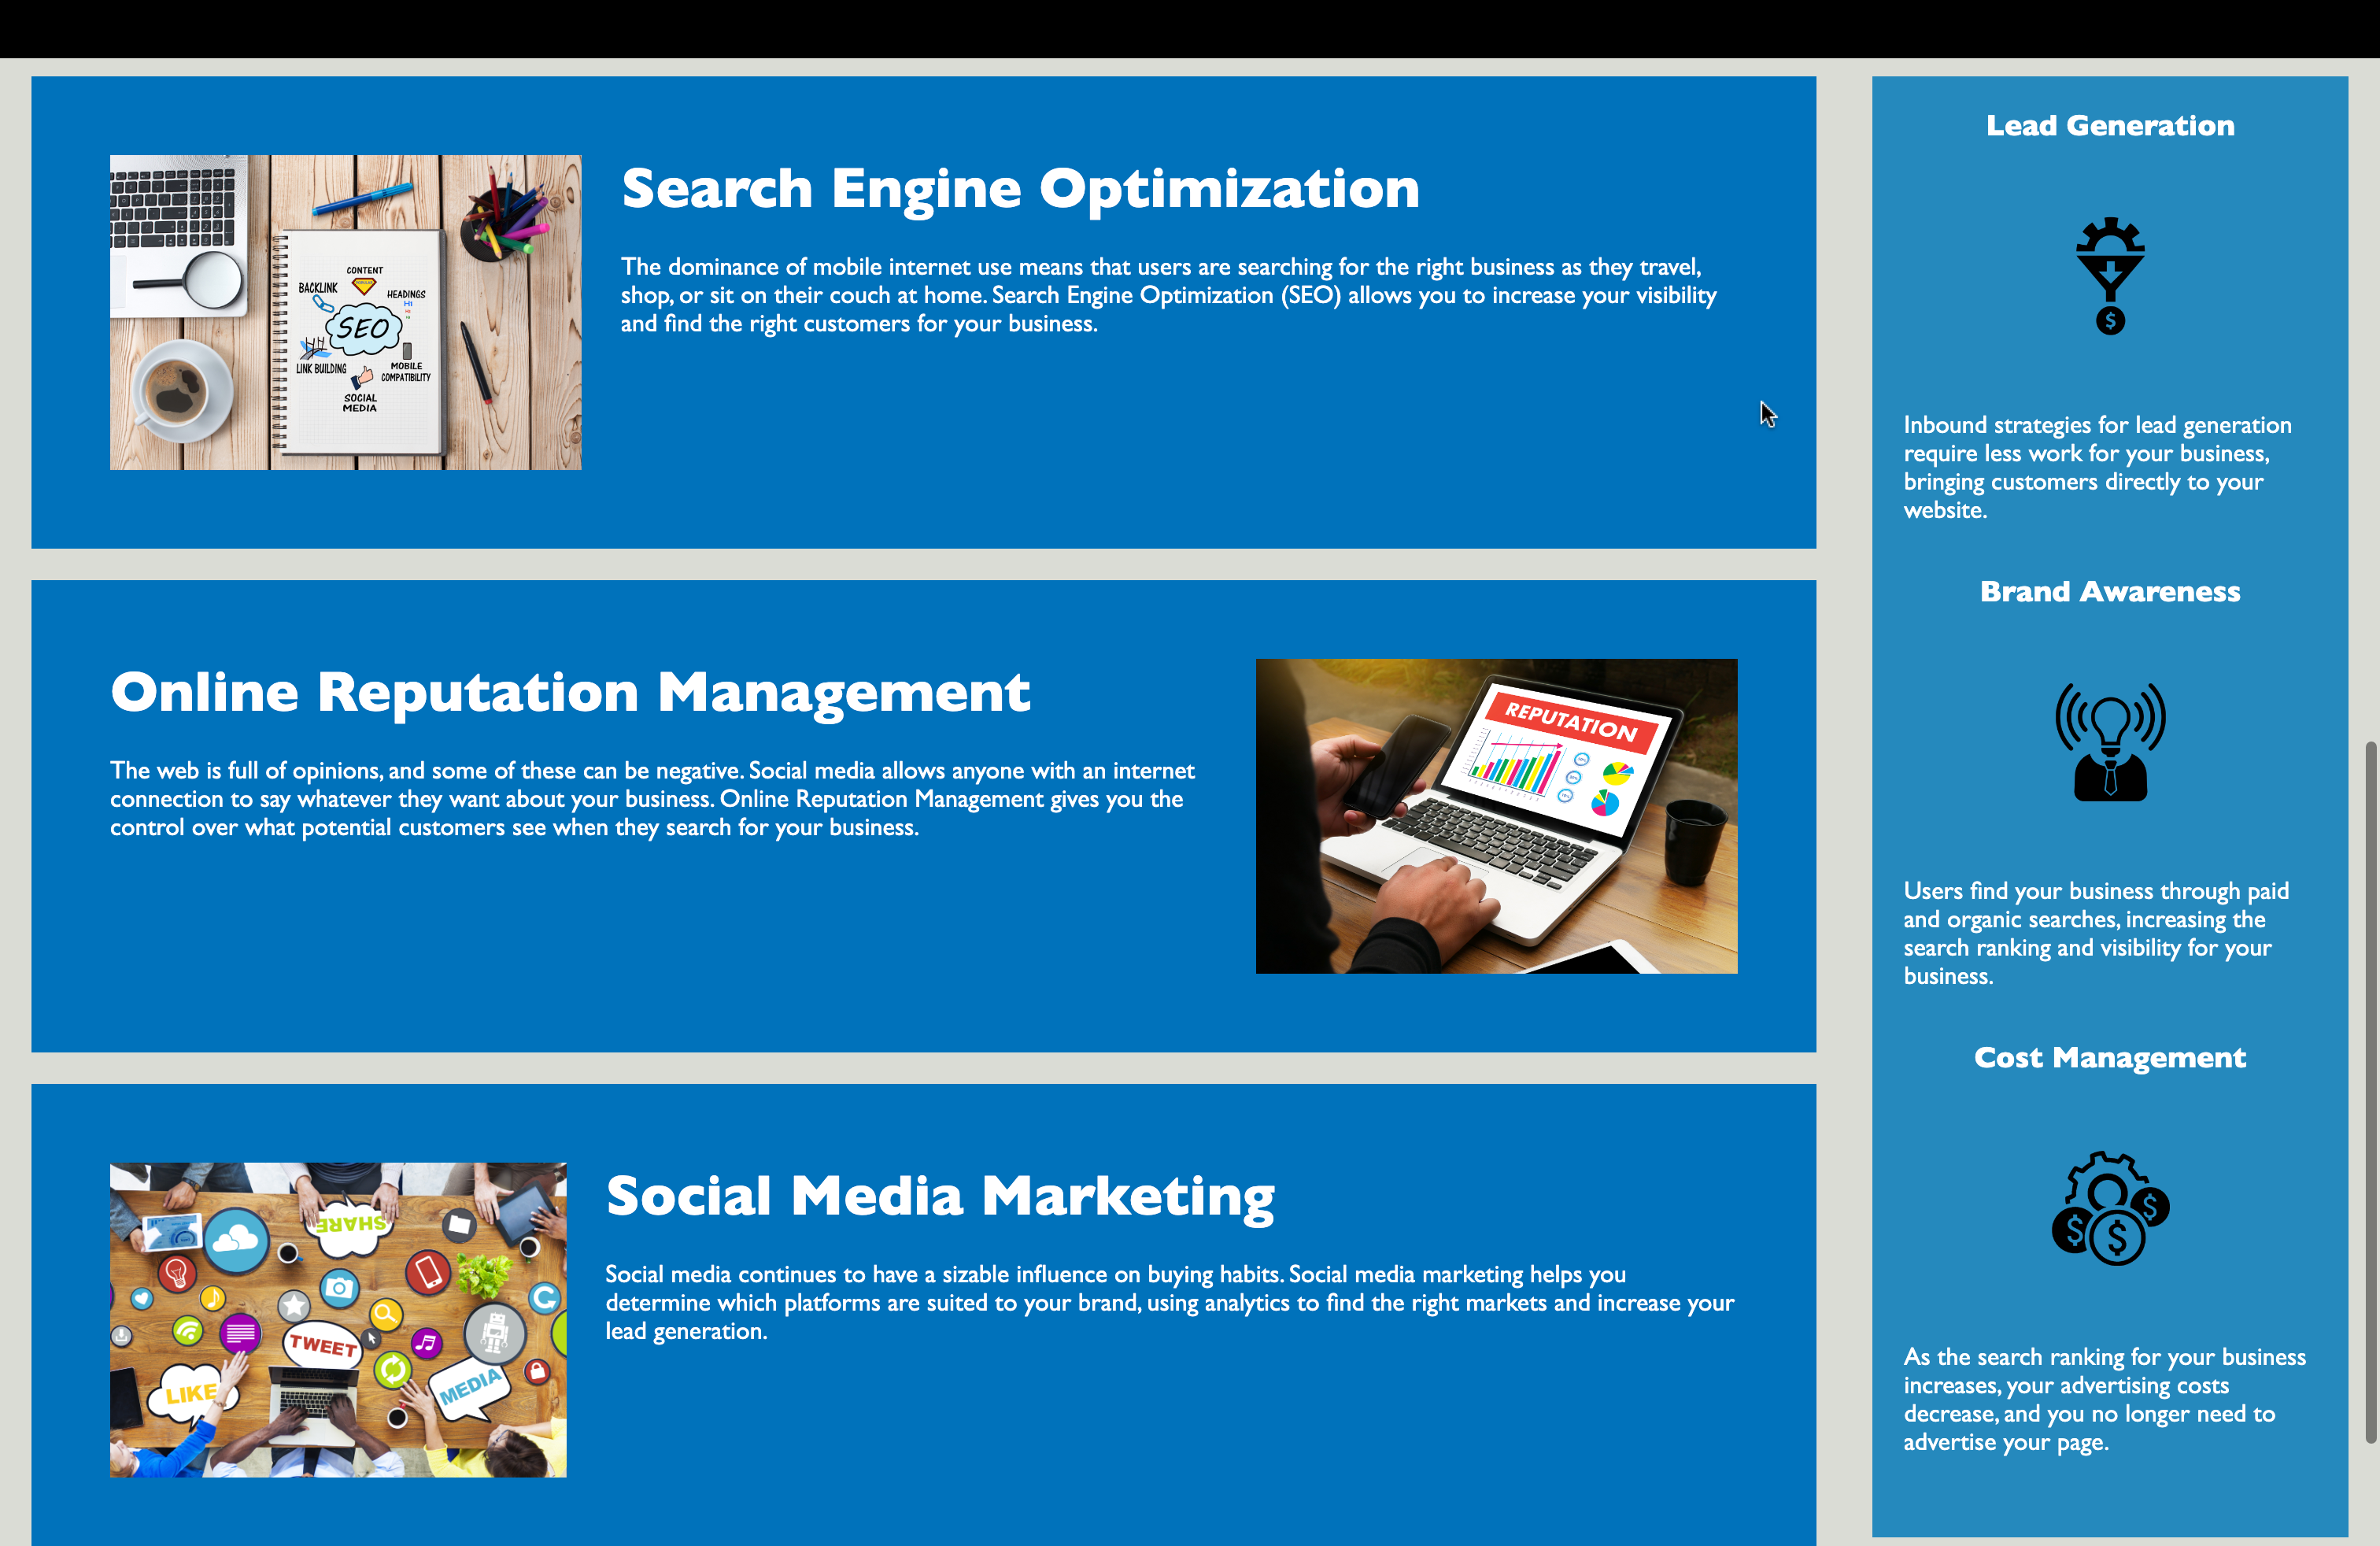 Search Engine Optimization
The dominance of mobile internet use means that users are searching for the right business as they travel,
shop, or sit on their couch at home. Search Engine Optimization (SEO) allows you to increase your visibility
and find the right customers for your business.
CONTENT
BACKLINK
HEADINGS
H1
SEO
LINK BUILDING
MOBILE
COMPATIBILITY
SOCIAL
MEDIA
Online Reputation Management
The web is full of opinions, and some of these can be negative. Social media allows anyone with an internet
connection to say whatever they want about your business. Online Reputation Management gives you the
control over what potential customers see when they search for your business.
REPUTATION
Social Media Marketing
Social media continues to have a sizable influence on buying habits. Social media marketing helps you
determine which platforms are suited to your brand, using analytics to find the right markets and increase your
lead generation.
SHARE
TWEET
LIKE
MEDIA
Lead Generation
$
Inbound strategies for lead generation
require less work for your business,
bringing customers directly to your
website.
Brand Awareness
Users find your business through paid
and organic searches, increasing the
search ranking and visibility for your
business.
Cost Management
$ $ $
As the search ranking for your business
increases, your advertising costs
decrease, and you no longer need to
advertise your page.